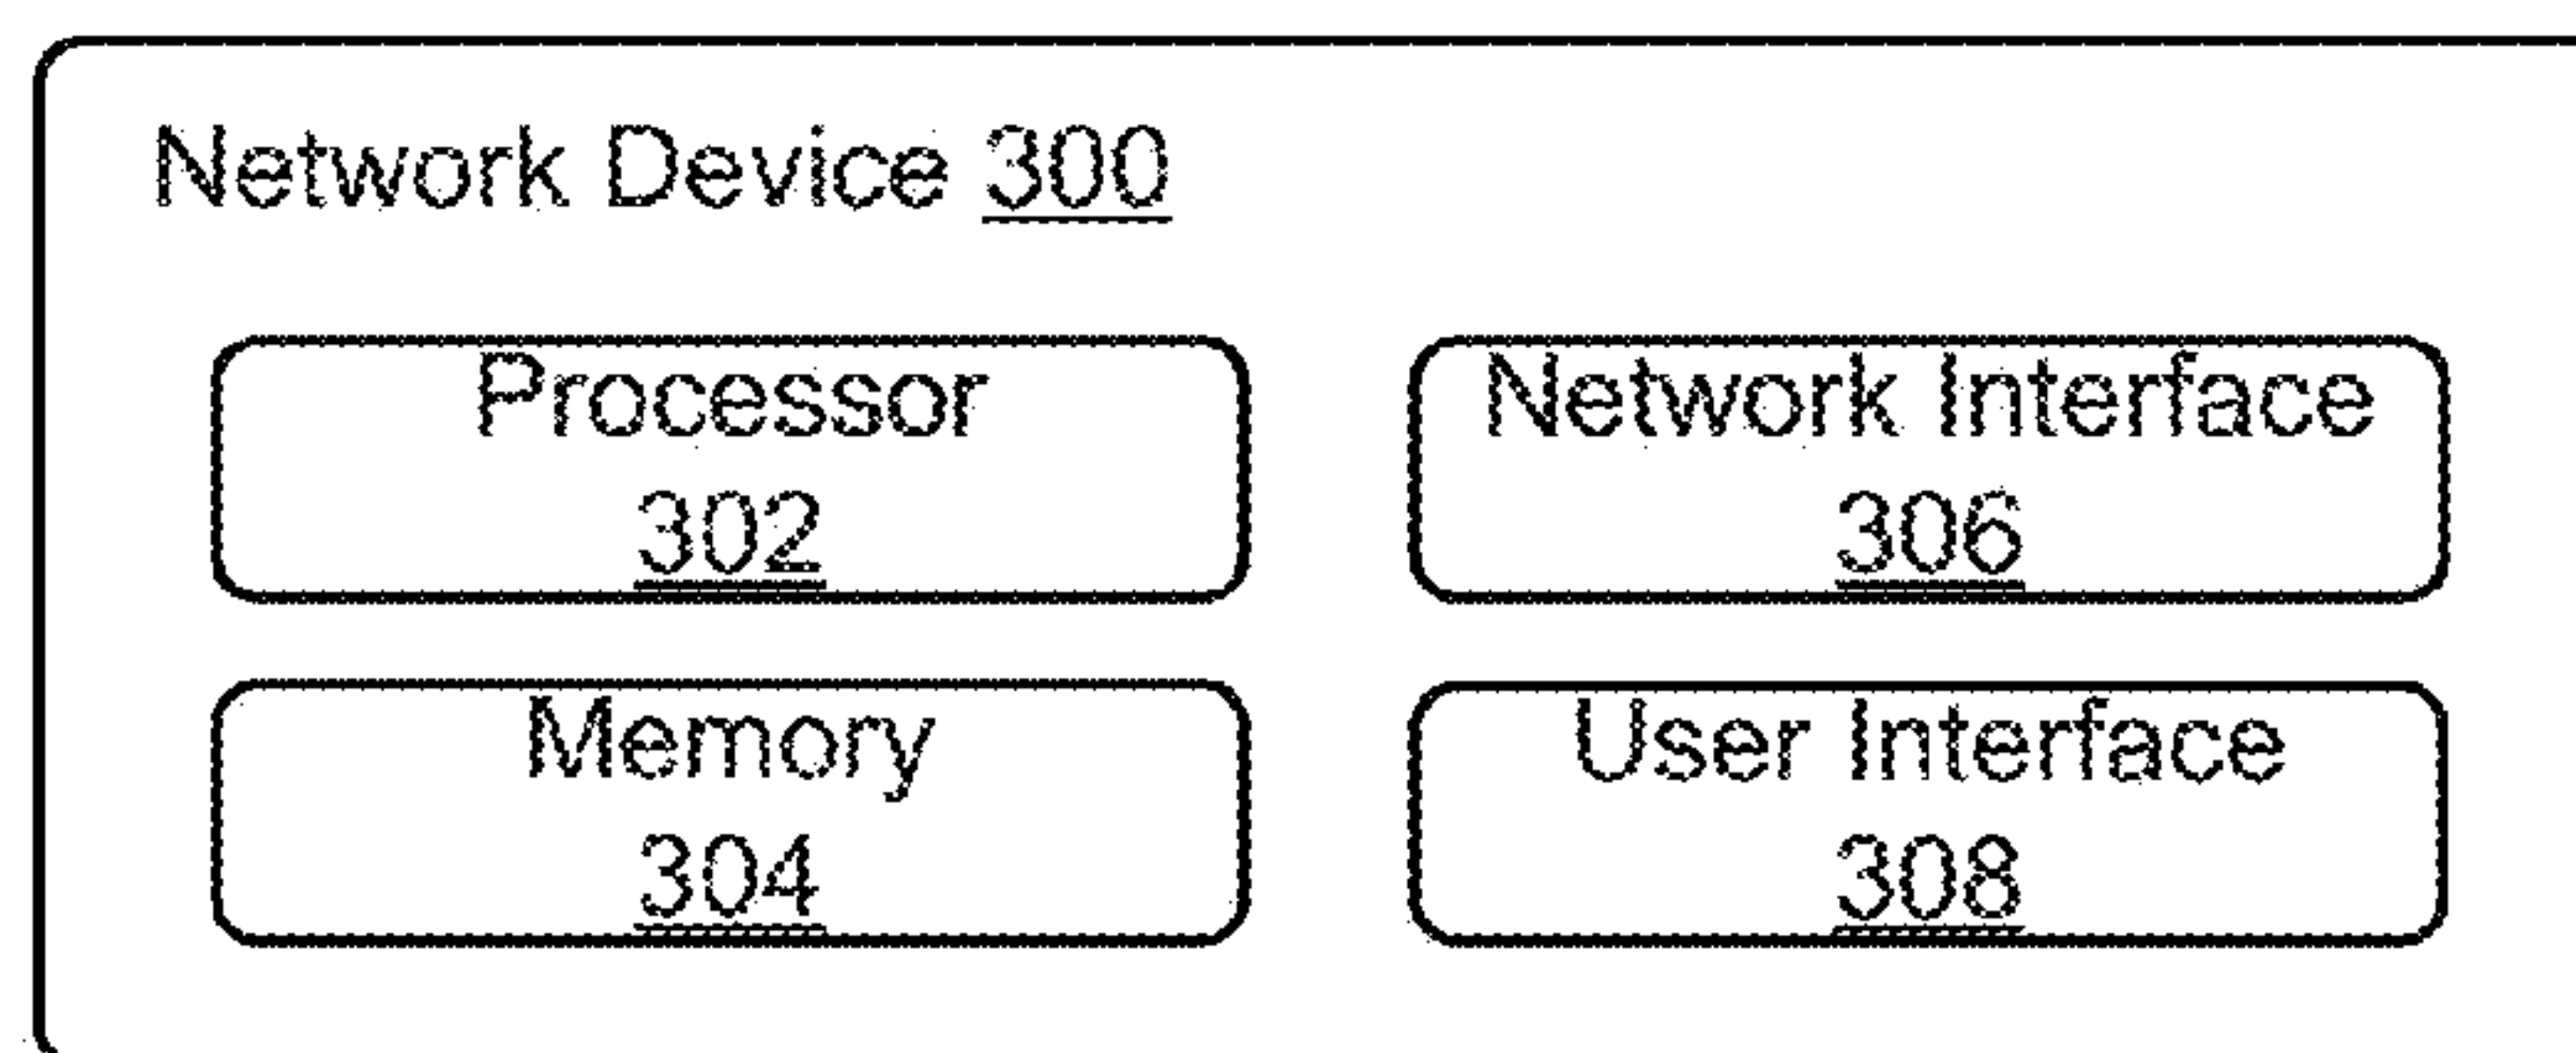 Network Device 300
Processor
302
Network Interface
306
Memory
304
User Interface
308